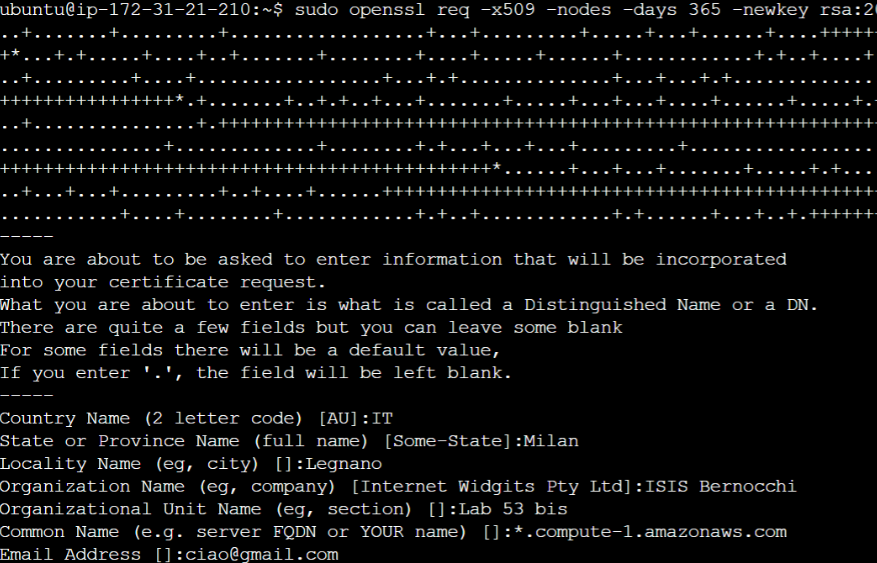 ubuntu@ip-172-31-21-210:~$ sudo openssl req -x509 -nodes -days 365 -newkey rsa:20
..+.......+.........+..................+.+............+.....+...+......+....+++++
+*...+.+.....+....+..+..+........+.........+...+..+.............+.+..+....+
..+.........+....+..................+...+.+............+...+.+.+...........
++++++++++++++++*.+.......+..+.+..+...+........+.....+...+...+....+......+.....+.
..+...............+.+++++++++++++++++++++++++++++++++++++++++++++++++++++++++++++
...............+..............+........+.+...+...+...+..........+................
+++++++++++++++++++++++++++++++++++++++++++++*.......+...+...+........+.....+.+...
..+...+...+.........+..+....+......++++++++++++++++++++++++++++++++++++++++++++++
...........+....+........+............+.+..+............+.+......+...+..+.++++++
-----
You are about to be asked to enter information that will be incorporated
into your certificate request.
What you are about to enter is what is called a Distinguished Name or a DN.
There are quite a few fields but you can leave some blank
For some fields there will be a default value,
If you enter '.', the field will be left blank.
-----
Country Name (2 letter code) [AU]:IT
State or Province Name (full name) [Some-State]:Milan
Locality Name (eg, city) []:Legnano
Organization Name (eg, company) [Internet Widgits Pty Ltd]:ISIS Bernocchi
Organizational Unit Name (eg, section) []:Lab 53 bis
Common Name (e.g. server FQDN or YOUR name) []:*.compute-1.amazonaws.com
Email Address []:ciao@gmail.com